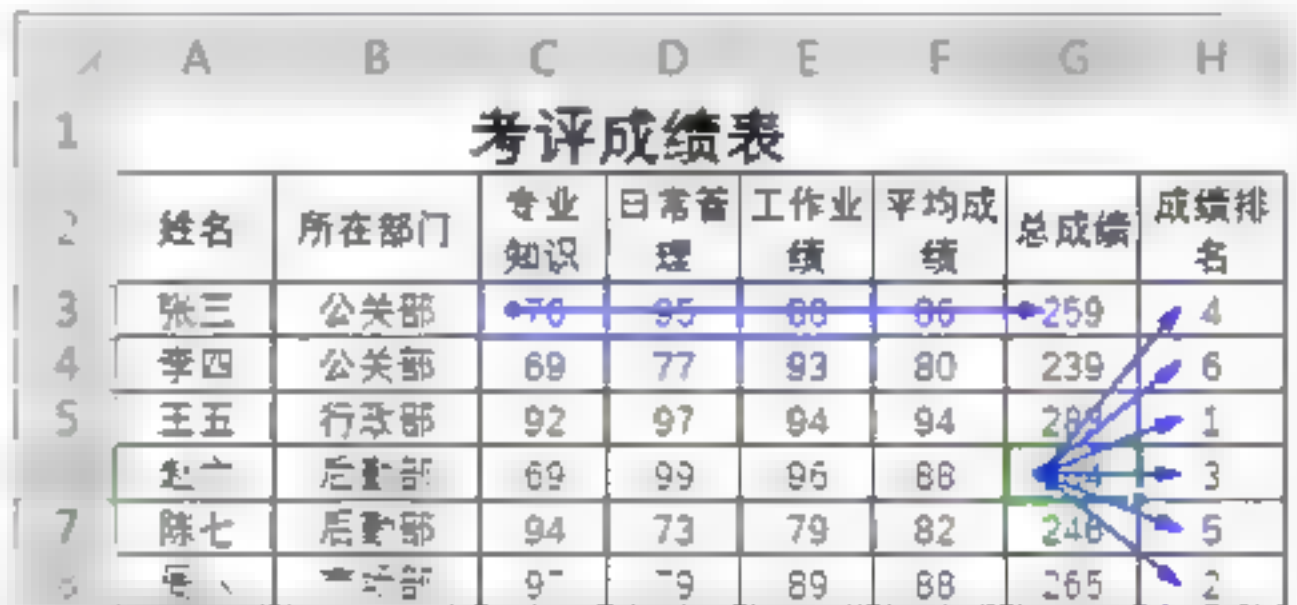 A B C D E F G H
1 考评成绩表
2 姓名 所在部门 专业知识 日常管理 工作业绩 平均成绩 总成绩 成绩排名
3 张三 公关部 76 95 88 86 259 4
4 李四 公关部 69 77 93 80 239 6
5 王五 行政部 92 97 94 94 1
后勤部 69 99 96 88 3
7 陈七 后勤部 94 73 79 82 246 5
89 88 265 2